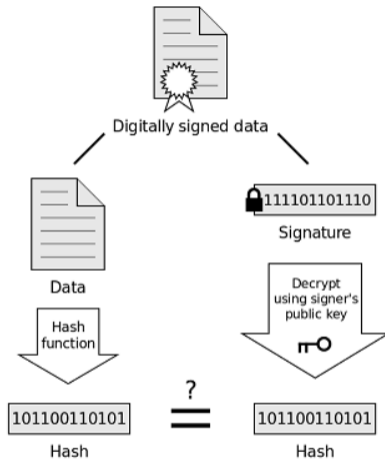 Digitally signed data
111101101110
Signature
Data
Decrypt
using signer's
public key
Hash
function
?
=
101100110101
101100110101
Hash
Hash